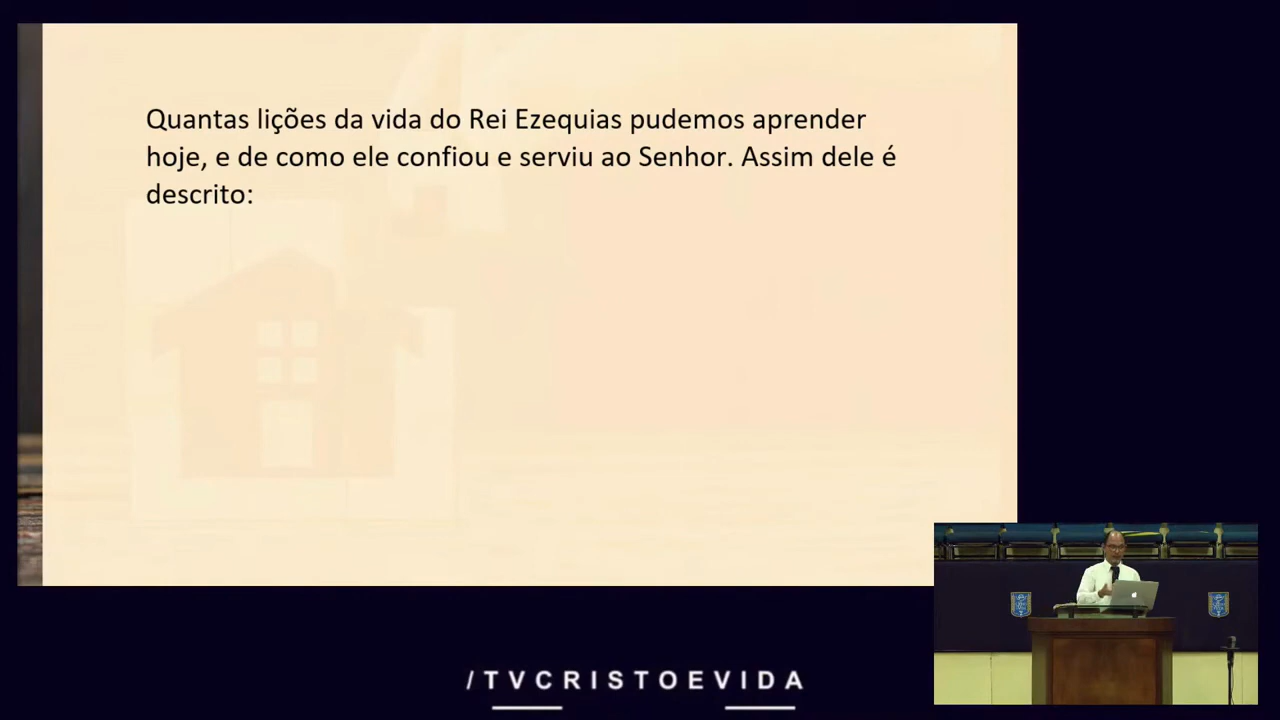 Quantas lições da vida do Rei Ezequias pudemos aprender
hoje, e de como ele confiou e serviu ao Senhor. Assim dele é
descrito:
/TVCRISTOEVIDA